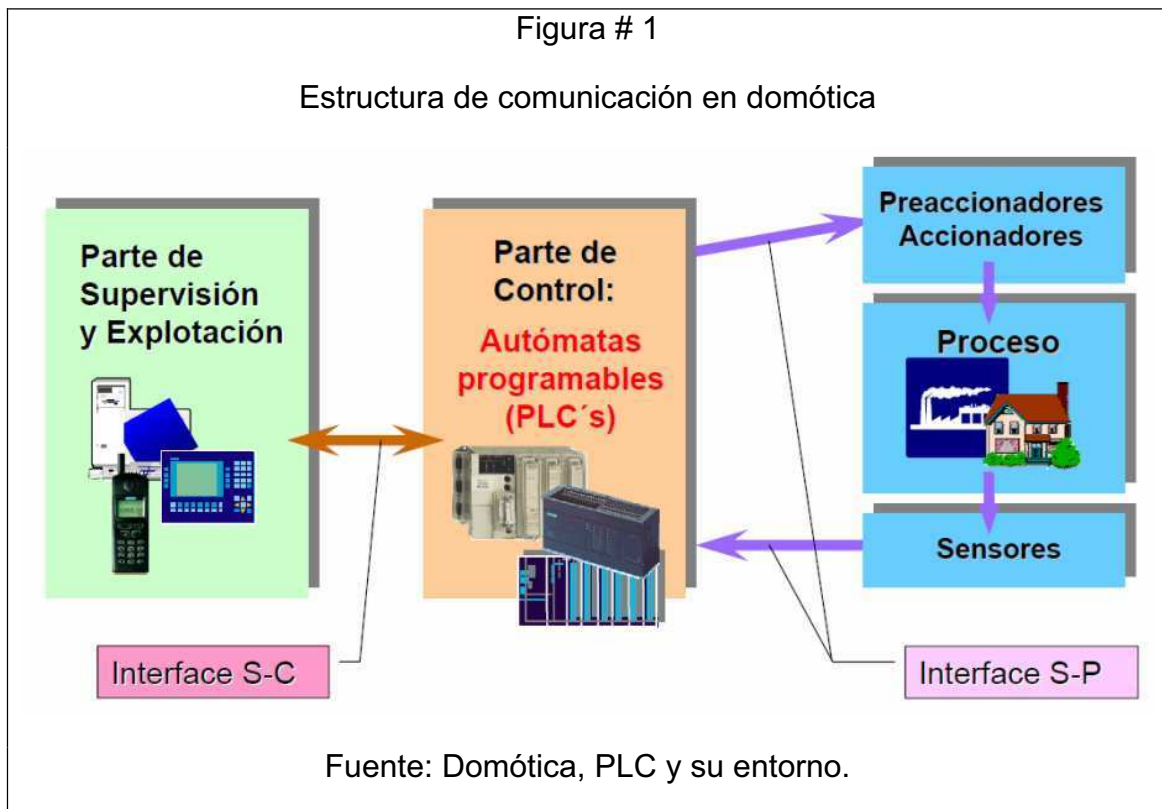 Figura # 1
Estructura de comunicación en domótica
Parte de
Supervisión
y Explotación
Parte de
Control:
Autómatas
programables
(PLC´s)
Preaccionadores
Accionadores
Proceso
Sensores
Interface S-C
Interface S-P
Fuente: Domótica, PLC y su entorno.